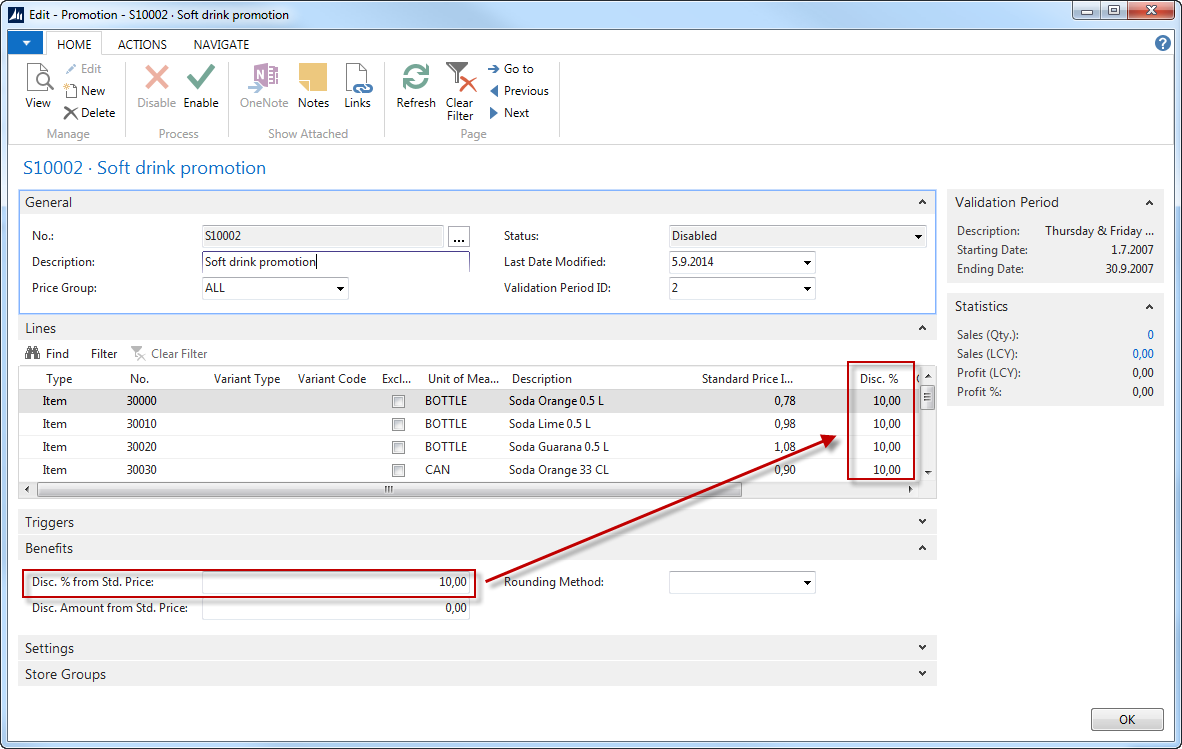 Edit - Promotion - S10002 · Soft drink promotion
HOME ACTIONS NAVIGATE
View
Edit
New
Delete
Manage
Disable
Enable
Process
OneNote
Notes
Links
Show Attached
Refresh
Clear
Filter
Go to
Previous
Next
Page
S10002 · Soft drink promotion
General
No.: S10002 ...
Status: Disabled
Description: Soft drink promotion
Last Date Modified: 5.9.2014
Price Group: ALL
Validation Period ID: 2
Lines
Find Filter Clear Filter
Type No. Variant Type Variant Code Excl... Unit of Mea... Description Standard Price I... Disc. %
Item 30000 BOTTLE Soda Orange 0.5 L 0,78 10,00
Item 30010 BOTTLE Soda Lime 0.5 L 0,98 10,00
Item 30020 BOTTLE Soda Guarana 0.5 L 1,08 10,00
Item 30030 CAN Soda Orange 33 CL 0,90 10,00
Triggers
Benefits
Disc. % from Std. Price: 10,00
Rounding Method:
Disc. Amount from Std. Price: 0,00
Settings
Store Groups
Validation Period
Description: Thursday & Friday ...
Starting Date: 1.7.2007
Ending Date: 30.9.2007
Statistics
Sales (Qty.): 0
Sales (LCY): 0,00
Profit (LCY): 0,00
Profit %: 0,00
OK